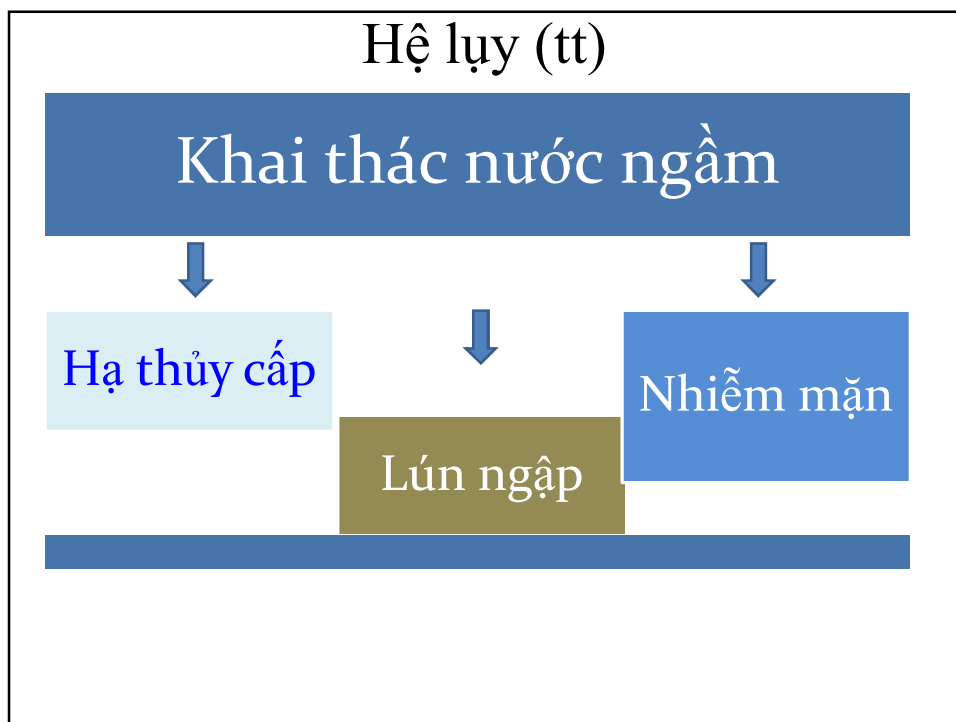 Hệ lụy (tt)
Khai thác nước ngầm
Hạ thủy cấp
Lún ngập
Nhiễm mặn